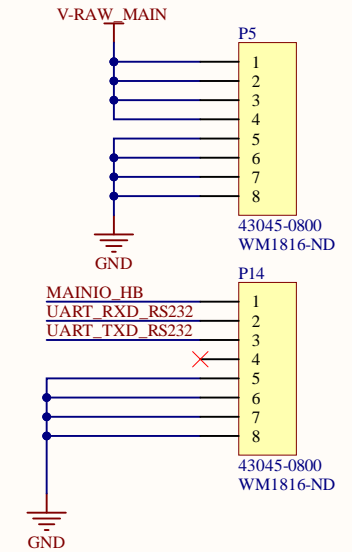 V-RAW_MAIN
P5
1
2
3
4
5
6
7
8
43045-0800
WM1816-ND
GND
P14
MAINIO_HB
1
UART_RXD_RS232
2
UART_TXD_RS232
3
4
5
6
7
8
43045-0800
WM1816-ND
GND